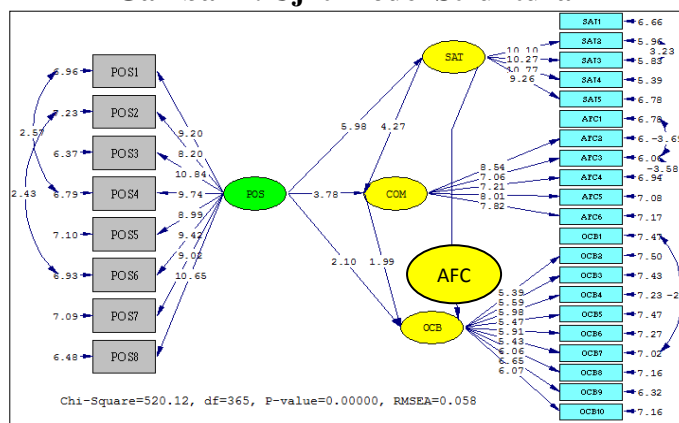 SAT1
6.66
SAT2
5.96
3.23
SAT3
5.83
SAT4
5.39
SAT5
6.78
AFC1
6.78
AFC2
AFC3
6.06
-3.58
AFC4
6.94
AFC5
7.08
AFC6
7.17
OCB1
7.47
OCB2
7.50
OCB3
7.43
OCB4
7.23
OCB5
7.47
OCB6
7.27
OCB7
7.02
OCB8
7.16
OCB9
6.32
OCB10
7.16
SAT
10.10
10.27
10.77
9.26
5.98
4.27
POS1
POS2
7.23
POS3
6.37
POS4
6.79
POS5
7.10
POS6
6.93
POS7
7.09
POS8
6.48
2.57
2.43
9.20
8.20
10.84
9.74
8.99
9.42
9.02
10.65
POS
3.78
COM
8.54
7.06
7.21
8.01
7.82
2.10
1.99
AFC
OCB
5.39
5.59
5.98
5.47
5.91
5.43
6.06
6.65
6.07
Chi-Square=520.12, df=365, P-value=0.00000, RMSEA=0.058